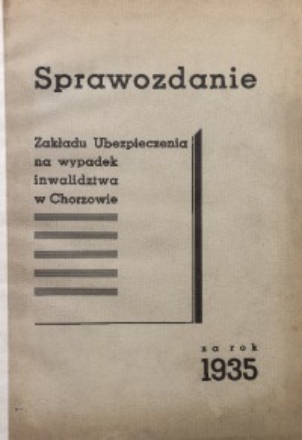 Sprawozdanie
Zakładu Ubezpieczenia
na wypadek
inwalidztwa
w Chorzowie
za rok
1935